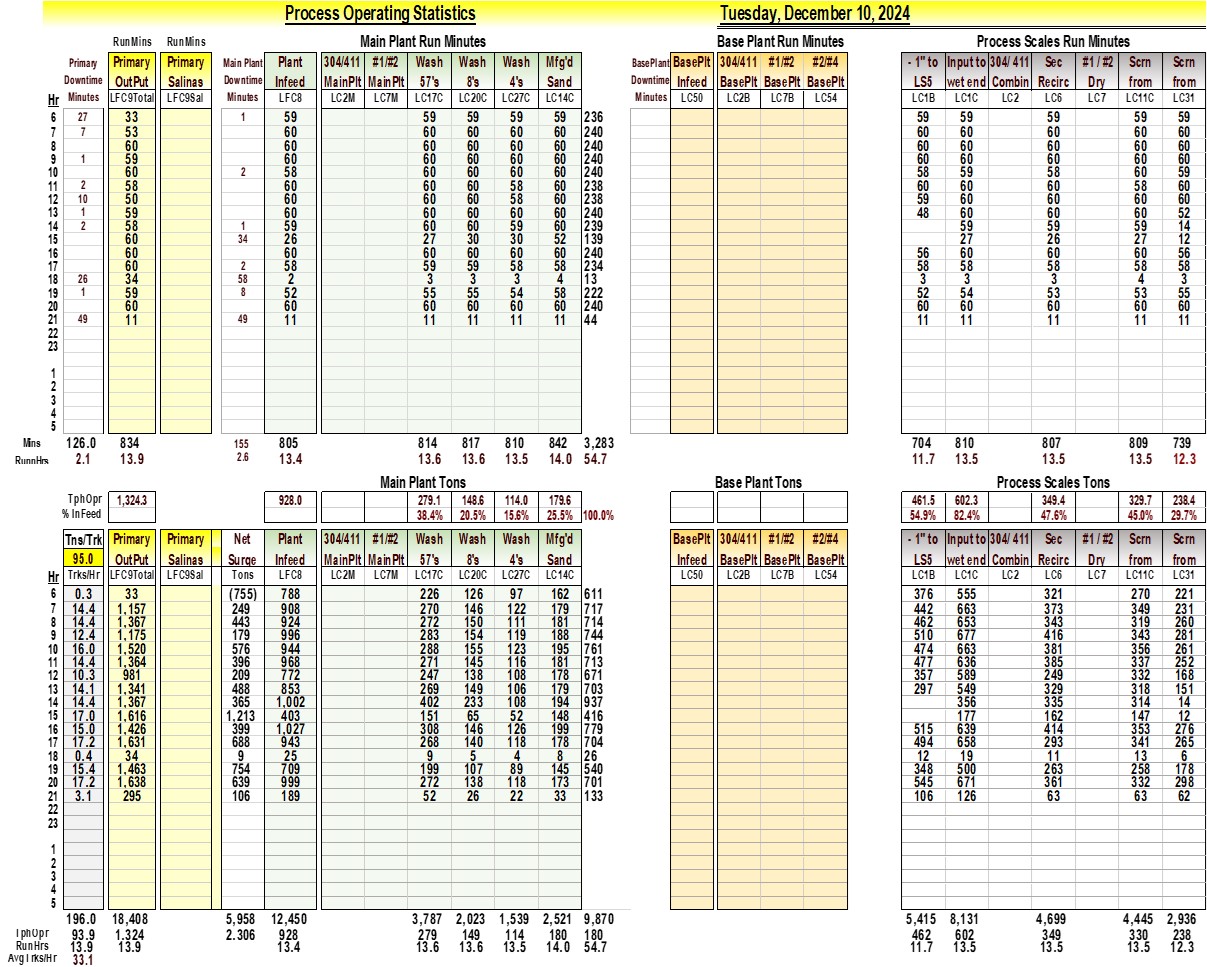 Process Operating Statistics Tuesday, December 10, 2024
RunMins RunMins Main Plant Run Minutes Base Plant Run Minutes Process Scales Run Minutes
Primary Primary Primary Main Plant Plant 304/411 #1/#2 Wash Wash Wash Mfg'd BasePlant BasePlt 304/411 #1/#2 #2/#4 - 1" to Input to 304/ 411 Sec #1 / #2 Scrn Scrn
Downtime OutPut Salinas Downtime Infeed MainPlt MainPlt 57's 8's 4's Sand Downtime Infeed BasePlt BasePlt BasePlt LS5 wet end Combin Recirc Dry from from
Hr Minutes LFC9Total LFC9Sal Minutes LFC8 LC2M LC7M LC17C LC20C LC27C LC14C Minutes LC50 LC2B LC7B LC54 LC1B LC1C LC2 LC6 LC7 LC11C LC31
6 27 33 1 59 59 59 59 59 236 59 59 59 59 59
7 7 53 60 60 60 60 60 240 60 60 60 60 60
8 60 60 60 60 60 60 240 60 60 60 60 60
9 1 59 60 60 60 60 60 240 60 60 60 60 60
10 60 2 58 60 60 60 60 240 58 59 58 60 59
11 2 58 60 60 60 58 60 238 60 60 60 58 60
12 10 50 60 60 60 58 60 238 59 60 60 60 60
13 1 59 60 60 60 60 60 240 48 60 60 60 52
14 2 58 1 59 60 60 59 60 239 59 59 59 14
15 60 34 26 27 30 30 52 139 27 26 27 12
16 60 60 60 60 60 60 240 56 60 60 60 56
17 60 2 58 59 59 58 58 234 58 58 58 58 58
18 26 34 58 2 3 3 3 4 13 3 3 3 4 3
19 1 59 8 52 55 55 54 58 222 52 54 53 53 55
20 60 60 60 60 60 60 240 60 60 60 60 60
21 49 11 49 11 11 11 11 11 44 11 11 11 11 11
22
23
1
2
3
4
5
Mins 126.0 834 155 805 814 817 810 842 3,283 704 810 807 809 739
RunnHrs 2.1 13.9 2.6 13.4 13.6 13.6 13.5 14.0 54.7 11.7 13.5 13.5 13.5 12.3
Main Plant Tons Base Plant Tons Process Scales Tons
TphOpr 1,324.3 928.0 279.1 148.6 114.0 179.6 461.5 602.3 349.4 329.7 238.4
% InFeed 38.4% 20.5% 15.6% 25.5% 100.0% 54.9% 82.4% 47.6% 45.0% 29.7%
Tns/Trk Primary Primary Net Plant 304/411 #1/#2 Wash Wash Wash Mfg'd BasePlt 304/411 #1/#2 #2/#4 - 1" to Input to 304/ 411 Sec #1 / #2 Scrn Scrn
95.0 OutPut Salinas Surge Infeed MainPlt MainPlt 57's 8's 4's Sand Infeed BasePlt BasePlt BasePlt LS5 wet end Combin Recirc Dry from from
Hr Trks/Hr LFC9Total LFC9Sal Tons LFC8 LC2M LC7M LC17C LC20C LC27C LC14C LC50 LC2B LC7B LC54 LC1B LC1C LC2 LC6 LC7 LC11C LC31
6 0.3 33 (755) 788 226 126 97 162 611 376 555 321 270 221
7 14.4 1,157 249 908 270 146 122 179 717 442 663 373 349 231
8 14.4 1,367 443 924 272 150 111 181 714 462 653 343 319 260
9 12.4 1,175 179 996 283 154 119 188 744 510 677 416 343 281
10 16.0 1,520 576 944 288 155 123 195 761 474 663 381 356 261
11 14.4 1,364 396 968 271 145 116 181 713 477 636 385 337 252
12 10.3 981 209 772 247 138 108 178 671 357 589 249 332 168
13 14.1 1,341 488 853 269 149 106 179 703 297 549 329 318 151
14 14.4 1,367 365 1,002 402 233 108 194 937 356 335 314 14
15 17.0 1,616 1,213 403 151 65 52 148 416 177 162 147 12
16 15.0 1,426 399 1,027 308 146 126 199 779 515 639 414 353 276
17 17.2 1,631 688 943 268 140 118 178 704 494 658 293 341 265
18 0.4 34 9 25 9 5 4 8 26 12 19 11 13 6
19 15.4 1,463 754 709 199 107 89 145 540 348 500 263 258 178
20 17.2 1,638 639 999 272 138 118 173 701 545 671 361 332 298
21 3.1 295 106 189 52 26 22 33 133 106 126 63 63 62
22
23
1
2
3
4
5
196.0 18,408 5,958 12,450 3,787 2,023 1,539 2,521 9,870 5,415 8,131 4,699 4,445 2,936
TphOpr 93.9 1,324 2.306 928 279 149 114 180 180 462 602 349 330 238
RunHrs 13.9 13.9 13.4 13.6 13.6 13.5 14.0 54.7 11.7 13.5 13.5 13.5 12.3
AvgTrks/Hr 33.1